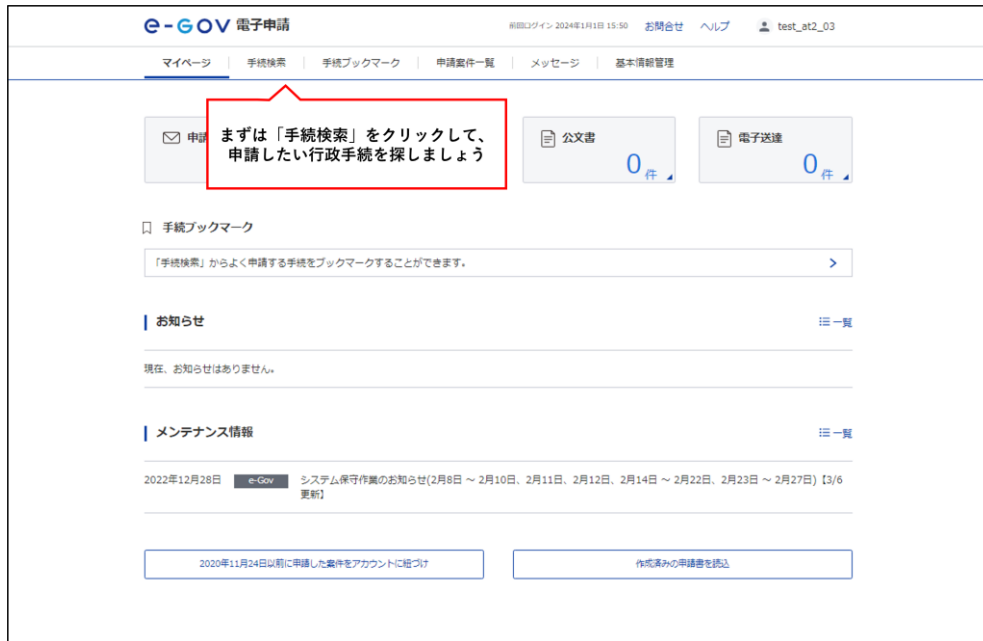 e-GOV 電子申請
前回ログイン 2024年1月1日 15:50 お問合せ ヘルプ test_at2_03
マイページ 手続検索 手続ブックマーク 申請案件一覧 メッセージ 基本情報管理
申請
まずは「手続検索」をクリックして、
申請したい行政手続を探しましょう
公文書
0件
電子送達
0件
手続ブックマーク
「手続検索」からよく申請する手続をブックマークすることができます。
お知らせ 一覧
現在、お知らせはありません。
メンテナンス情報 一覧
2022年12月28日 e-Gov システム保守作業のお知らせ(2月8日 ～ 2月10日、2月11日、2月12日、2月14日 ～ 2月22日、2月23日 ～ 2月27日)【3/6
更新】
2020年11月24日以前に申請した案件をアカウントに紐づけ 作成済みの申請書を読込